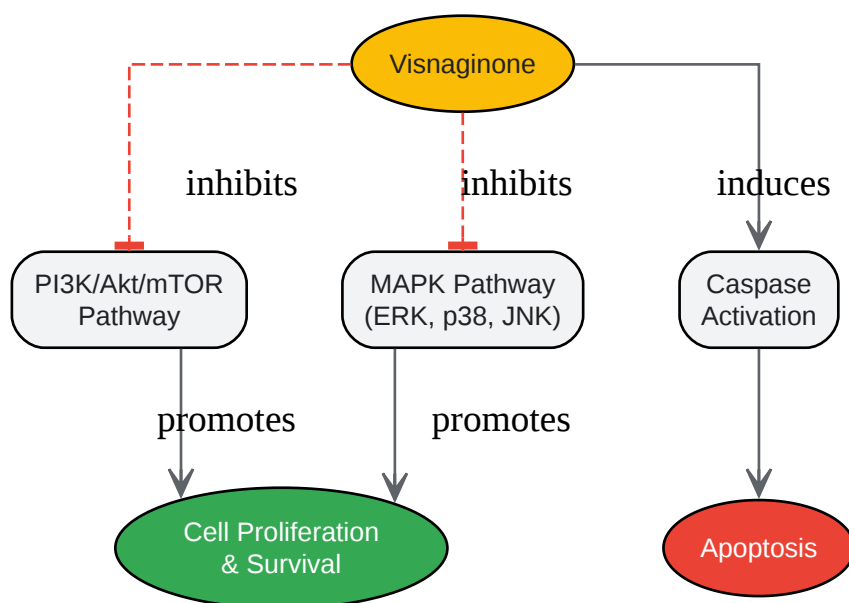 Visnaginone
inhibits
inhibits
induces
PI3K/Akt/mTOR
Pathway
MAPK Pathway
(ERK, p38, JNK)
Caspase
Activation
promotes
promotes
Cell Proliferation
& Survival
Apoptosis